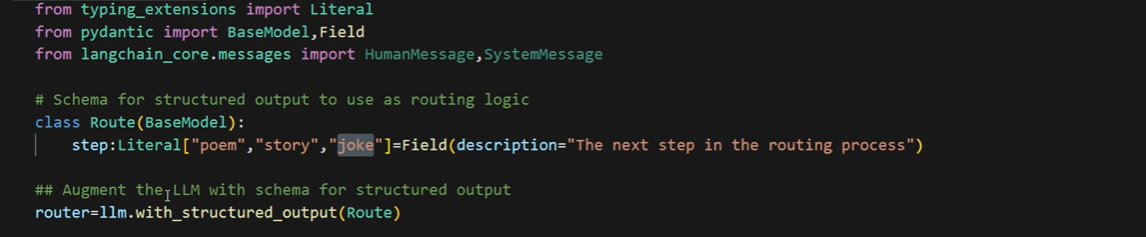 from typing_extensions import Literal
from pydantic import BaseModel,Field
from langchain_core.messages import HumanMessage,SystemMessage
# Schema for structured output to use as routing logic
class Route(BaseModel):
    step:Literal["poem","story","joke"]=Field(description="The next step in the routing process")
## Augment the LLM with schema for structured output
router=llm.with_structured_output(Route)